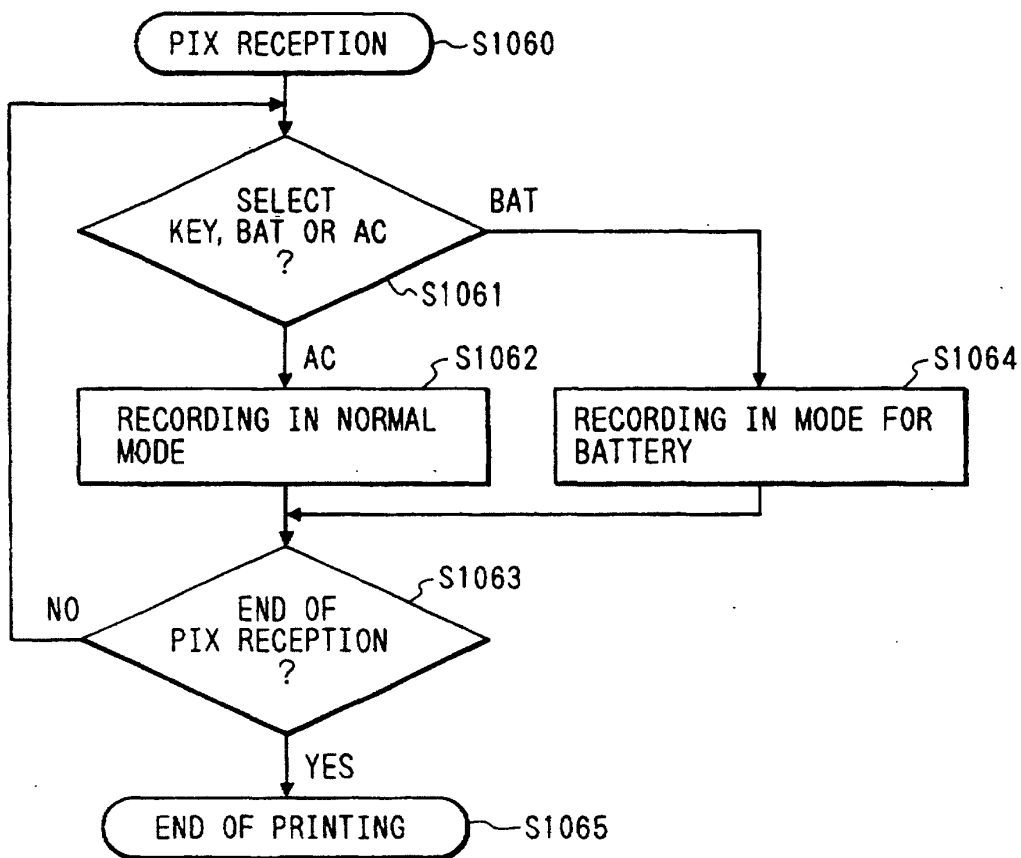 PIX RECEPTION
S1060
SELECT
KEY, BAT OR AC
?
BAT
S1061
AC
S1062
S1064
RECORDING IN NORMAL
MODE
RECORDING IN MODE FOR
BATTERY
S1063
NO
END OF
PIX RECEPTION
?
YES
END OF PRINTING
S1065